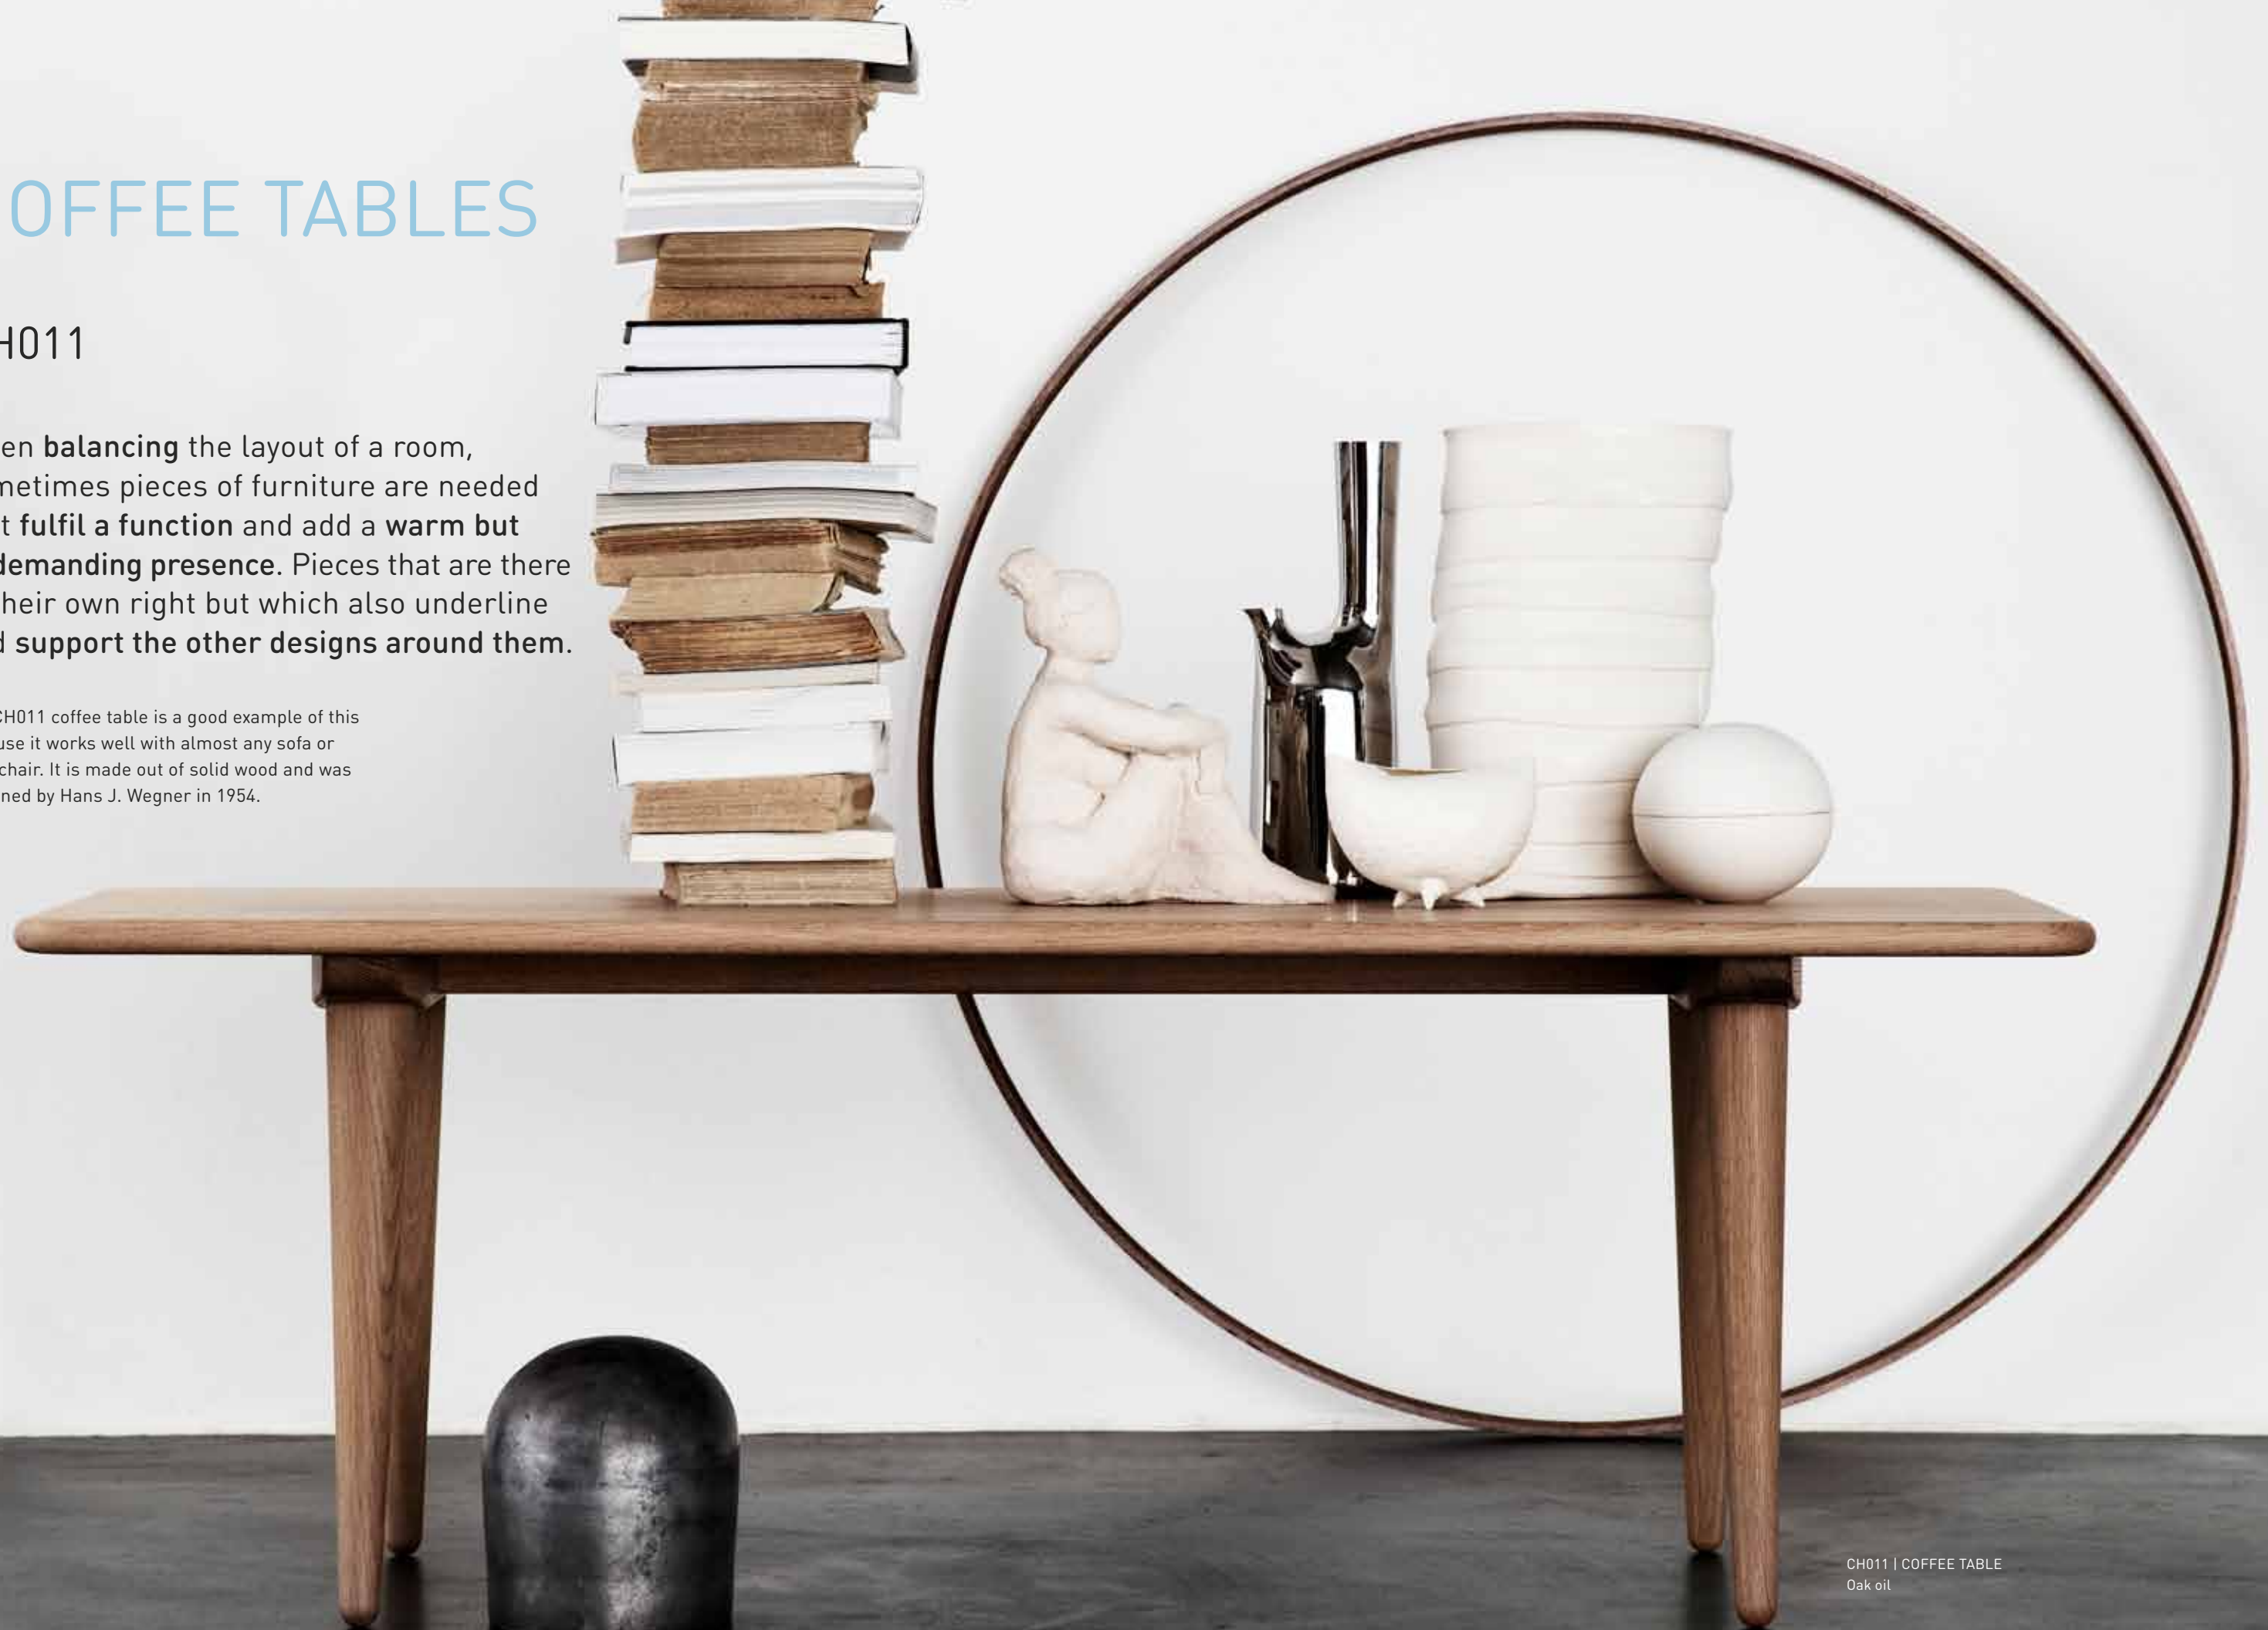 OFFEE TABLES
H011
en balancing the layout of a room,
metimes pieces of furniture are needed
t fulfil a function and add a warm but
demanding presence. Pieces that are there
heir own right but which also underline
d support the other designs around them.
CH011 coffee table is a good example of this
use it works well with almost any sofa or
chair. It is made out of solid wood and was
ned by Hans J. Wegner in 1954.
CH011 | COFFEE TABLE
Oak oil